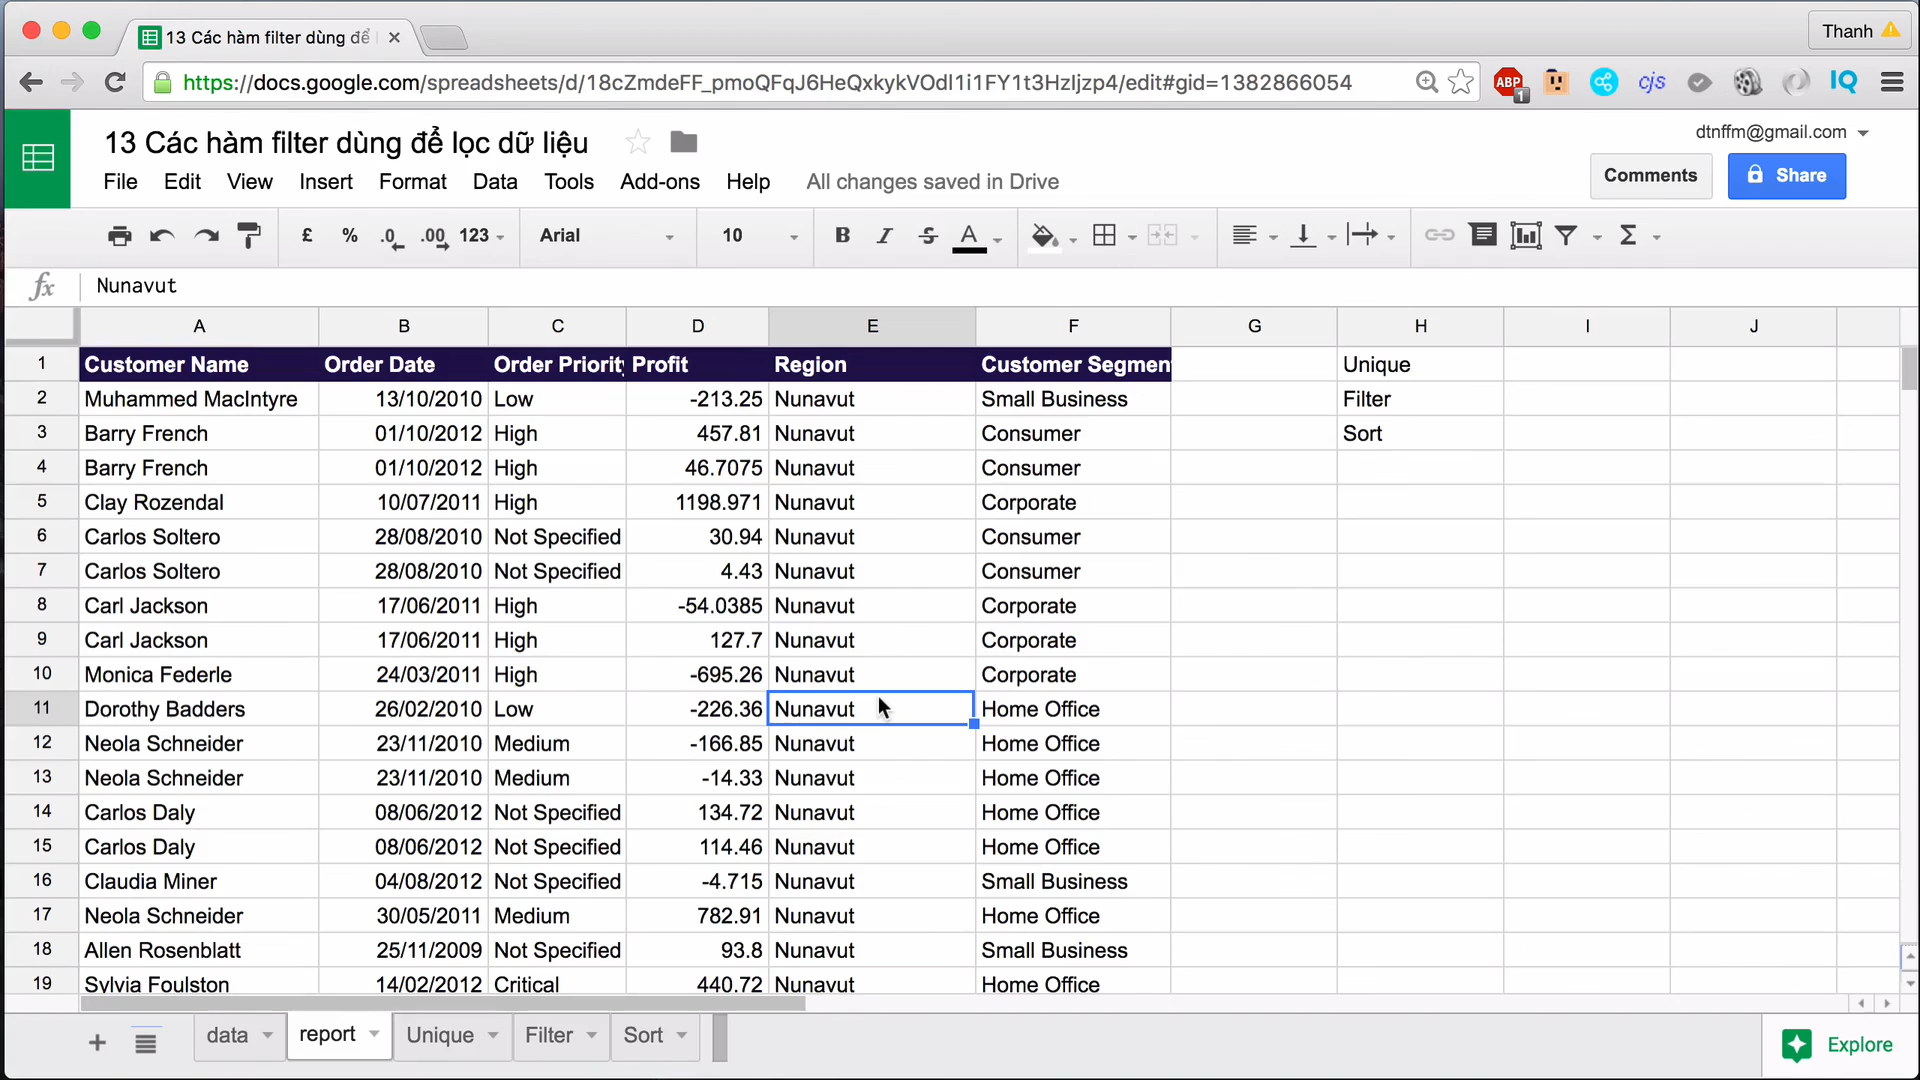 13 Các hàm filter dùng để
Thanh
https://docs.google.com/spreadsheets/d/18cZmdeFF_pmoQFqJ6HeQxkykVOdl1i1FY1t3HzIjzp4/edit#gid=1382866054
ABP
1
cjs
IQ
13 Các hàm filter dùng để lọc dữ liệu
dtnffm@gmail.com
File Edit View Insert Format Data Tools Add-ons Help All changes saved in Drive
Comments
Share
£ % .0 .00 123 Arial 10 B I S A Σ
fx Nunavut
A B C D E F G H I J
1 Customer Name Order Date Order Priority Profit Region Customer Segmen Unique
2 Muhammed MacIntyre 13/10/2010 Low -213.25 Nunavut Small Business Filter
3 Barry French 01/10/2012 High 457.81 Nunavut Consumer Sort
4 Barry French 01/10/2012 High 46.7075 Nunavut Consumer
5 Clay Rozendal 10/07/2011 High 1198.971 Nunavut Corporate
6 Carlos Soltero 28/08/2010 Not Specified 30.94 Nunavut Consumer
7 Carlos Soltero 28/08/2010 Not Specified 4.43 Nunavut Consumer
8 Carl Jackson 17/06/2011 High -54.0385 Nunavut Corporate
9 Carl Jackson 17/06/2011 High 127.7 Nunavut Corporate
10 Monica Federle 24/03/2011 High -695.26 Nunavut Corporate
11 Dorothy Badders 26/02/2010 Low -226.36 Nunavut Home Office
12 Neola Schneider 23/11/2010 Medium -166.85 Nunavut Home Office
13 Neola Schneider 23/11/2010 Medium -14.33 Nunavut Home Office
14 Carlos Daly 08/06/2012 Not Specified 134.72 Nunavut Home Office
15 Carlos Daly 08/06/2012 Not Specified 114.46 Nunavut Home Office
16 Claudia Miner 04/08/2012 Not Specified -4.715 Nunavut Small Business
17 Neola Schneider 30/05/2011 Medium 782.91 Nunavut Home Office
18 Allen Rosenblatt 25/11/2009 Not Specified 93.8 Nunavut Small Business
19 Sylvia Foulston 14/02/2012 Critical 440.72 Nunavut Home Office
data report Unique Filter Sort
Explore